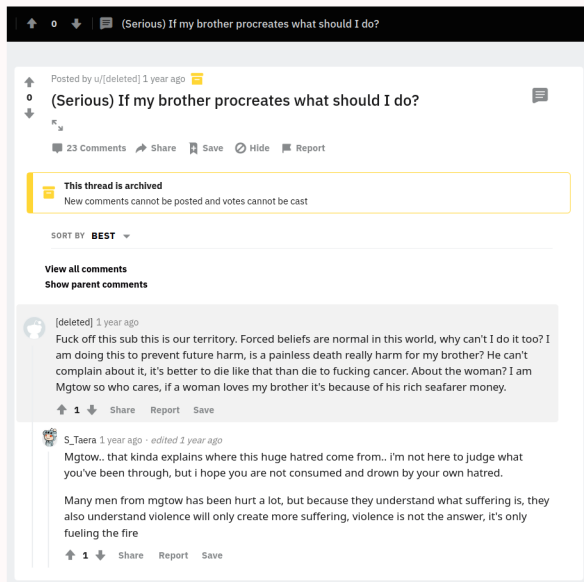 0 (Serious) If my brother procreates what should I do?
Posted by u/[deleted] 1 year ago
0
(Serious) If my brother procreates what should I do?
23 Comments Share Save Hide Report
This thread is archived
New comments cannot be posted and votes cannot be cast
SORT BY BEST
View all comments
Show parent comments
[deleted] 1 year ago
Fuck off this sub this is our territory. Forced beliefs are normal in this world, why can't I do it too? I
am doing this to prevent future harm, is a painless death really harm for my brother? He can't
complain about it, it's better to die like that than die to fucking cancer. About the woman? I am
Mgtow so who cares, if a woman loves my brother it's because of his rich seafarer money.
1 Share Report Save
S_Taera 1 year ago · edited 1 year ago
Mgtow.. that kinda explains where this huge hatred come from.. i'm not here to judge what
you've been through, but i hope you are not consumed and drown by your own hatred.
Many men from mgtow has been hurt a lot, but because they understand what suffering is, they
also understand violence will only create more suffering, violence is not the answer, it's only
fueling the fire
1 Share Report Save